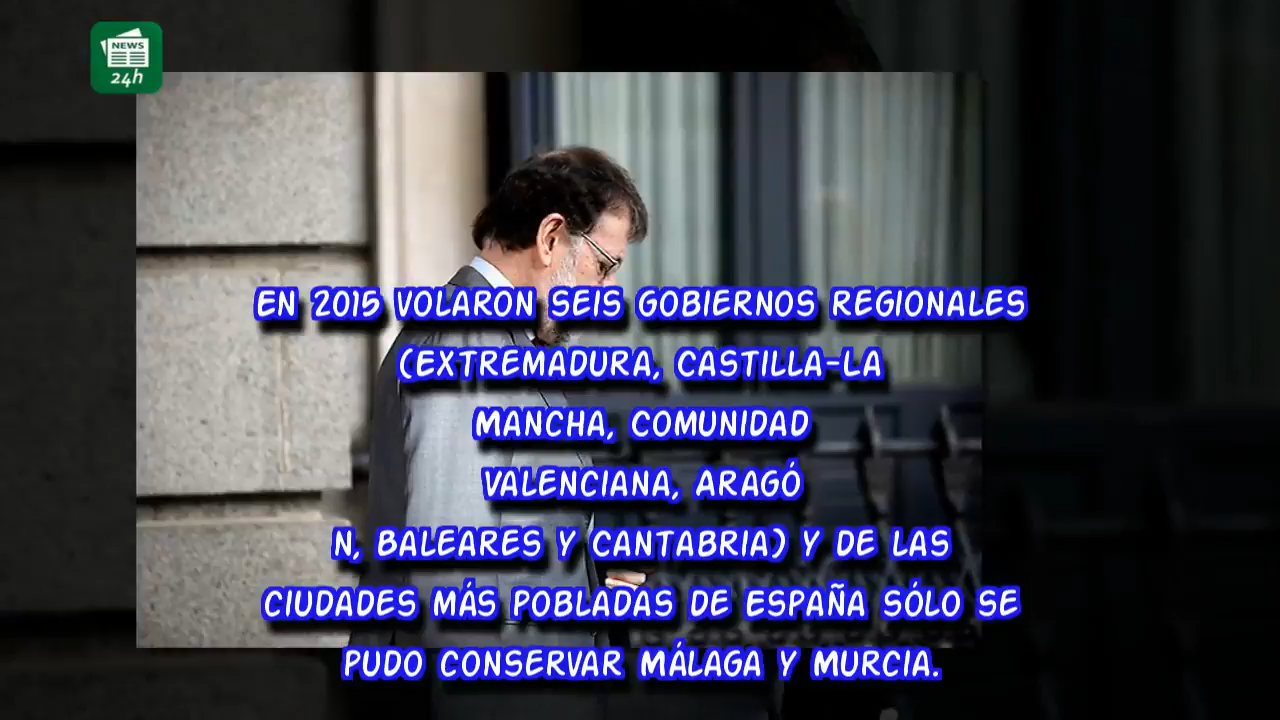 NEWS
24h
EN 2015 VOLARON SEIS GOBIERNOS REGIONALES
(EXTREMADURA, CASTILLA-LA
MANCHA, COMUNIDAD
VALENCIANA, ARAGÓ
N, BALEARES Y CANTABRIA) Y DE LAS
CIUDADES MÁS POBLADAS DE ESPAÑA SÓLO SE
PUDO CONSERVAR MÁLAGA Y MURCIA.